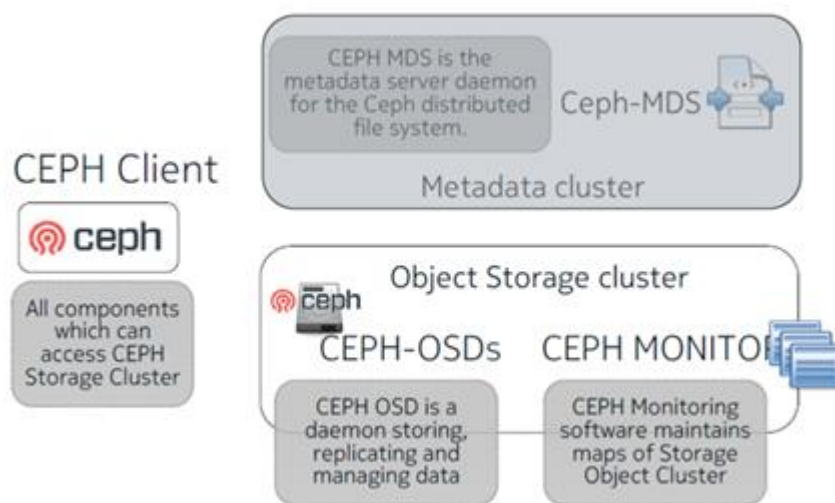 CEPH MDS is the
metadata server daemon
for the Ceph distributed
file system.
Ceph-MDS
Metadata cluster
CEPH Client
ceph
All components
which can
access CEPH
Storage Cluster
Object Storage cluster
ceph
CEPH-OSDs
CEPH MONITOR
CEPH OSD is a
daemon storing,
replicating and
managing data
CEPH Monitoring
software maintains
maps of Storage
Object Cluster